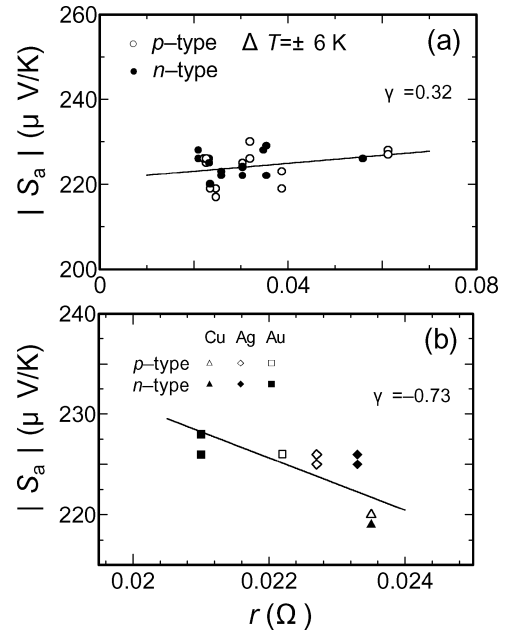 260
p–type Δ T=± 6 K (a)
n–type
240
γ =0.32
220
200
0 0.04 0.08
| Sa | (μ V/K)
240
Cu Ag Au (b)
p–type
n–type
γ =–0.73
230
220
0.02 0.022 0.024
| Sa | (μ V/K)
r (Ω)